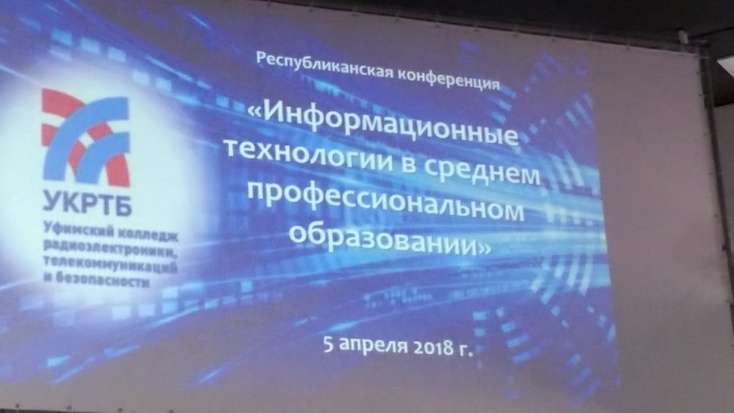 Республиканская конференция
«Информационные
технологии в среднем
профессиональном
образовании»
УКРТБ
Уфимский колледж
радиоэлектроники,
телекоммуникаций
и безопасности
5 апреля 2018 г.